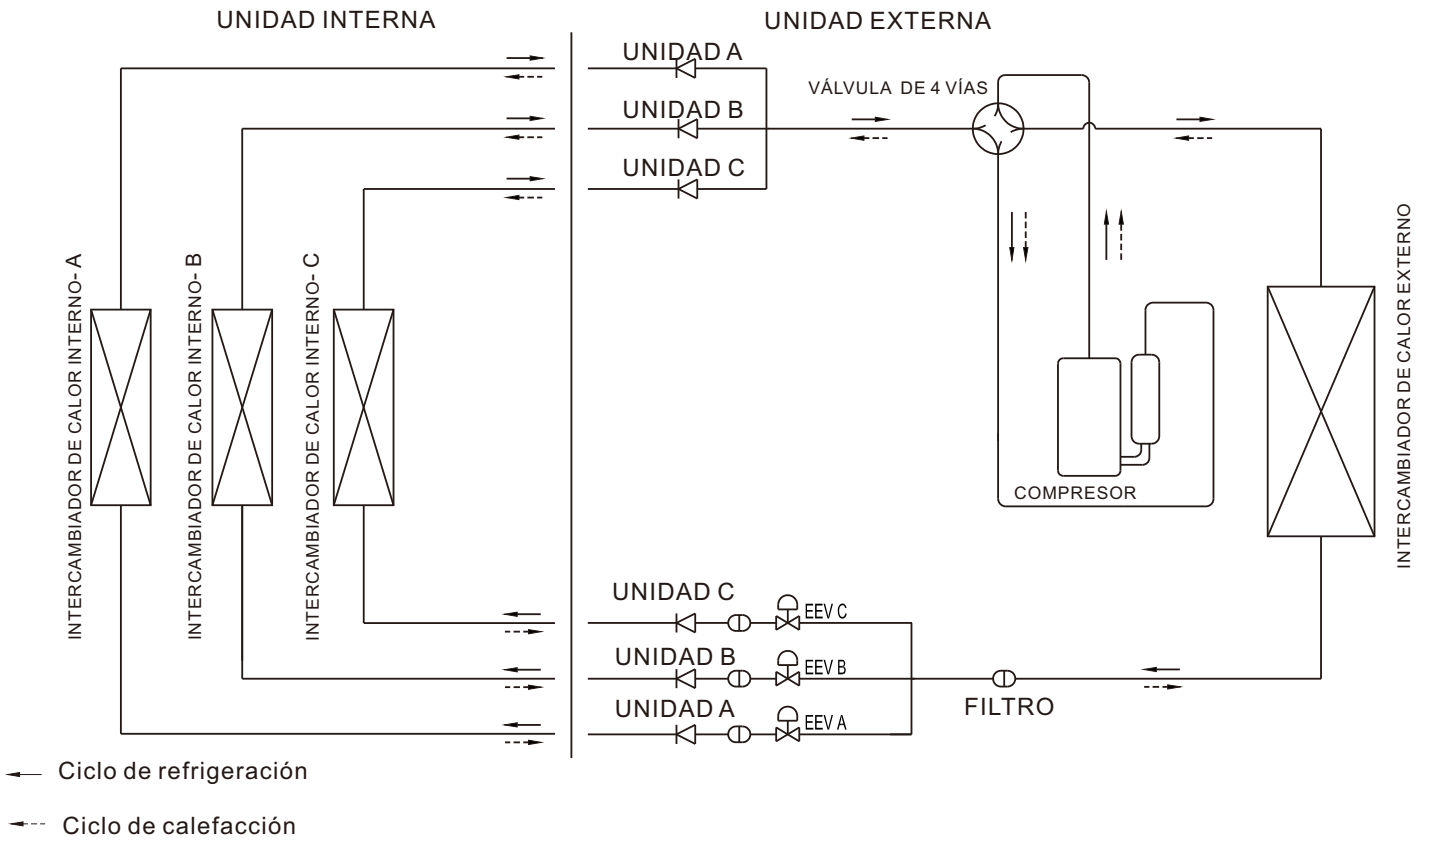 UNIDAD INTERNA
UNIDAD EXTERNA
UNIDAD A
VÁLVULA DE 4 VÍAS
UNIDAD B
UNIDAD C
INTERCAMBIADOR DE CALOR INTERNO- A
INTERCAMBIADOR DE CALOR INTERNO- B
INTERCAMBIADOR DE CALOR INTERNO- C
INTERCAMBIADOR DE CALOR EXTERNO
COMPRESOR
UNIDAD C
EEV C
UNIDAD B
EEV B
UNIDAD A
EEV A
FILTRO
Ciclo de refrigeración
Ciclo de calefacción